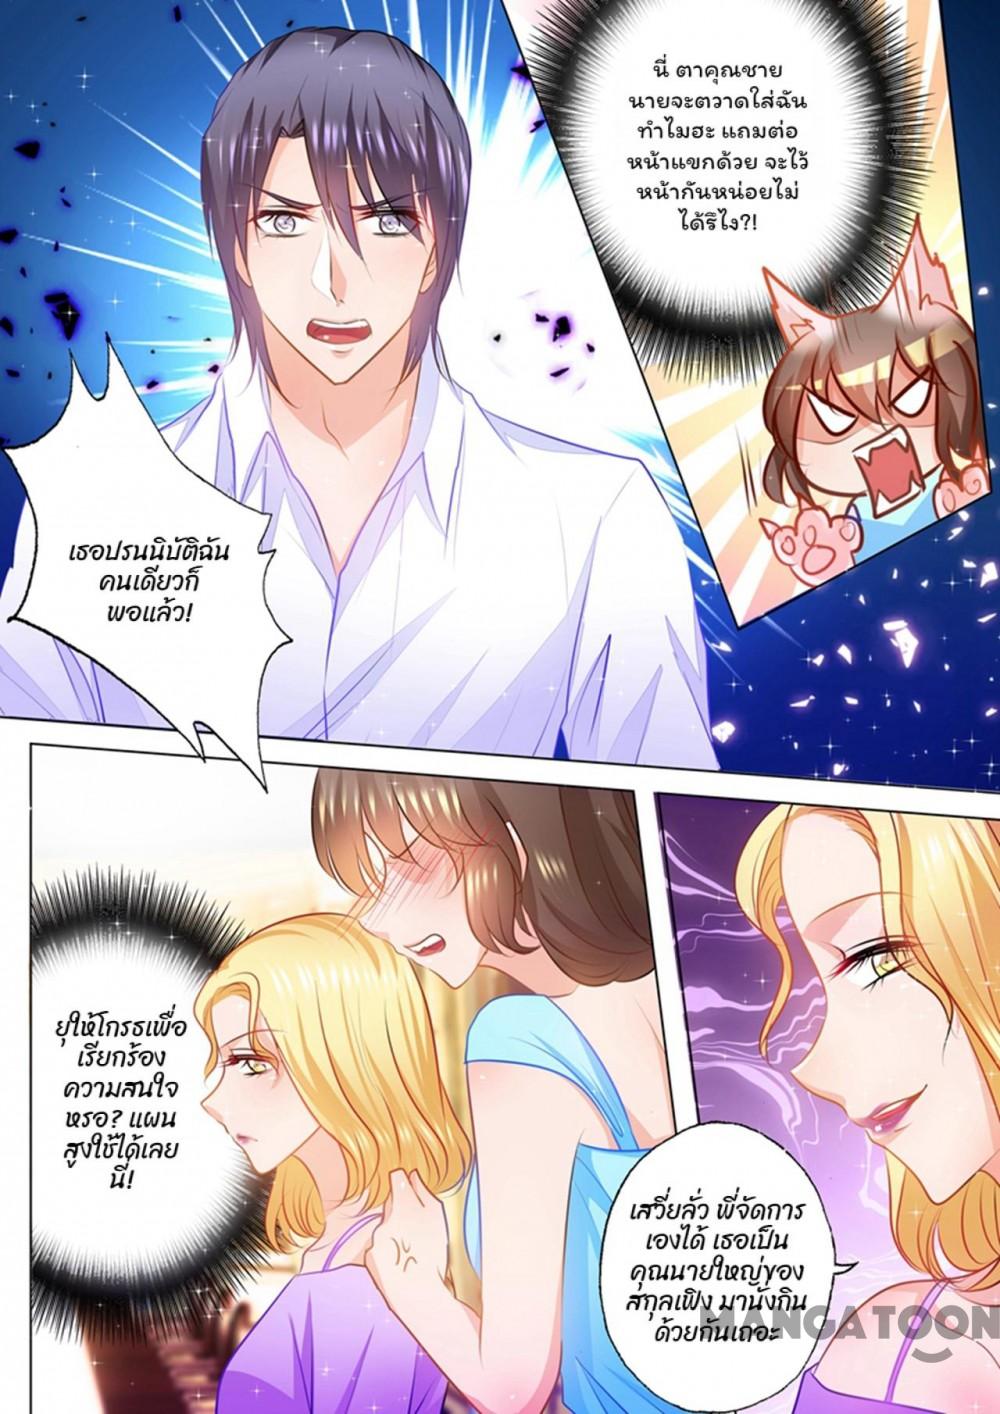 นี่ ตาคุณชาย
นายจะตวาดใส่ฉัน
ทำไมฮะ แถมต่อ
หน้าแขกด้วย จะไว้
หน้ากันหน่อยไม่
ได้รึไง?!
เธอปรนนิบัติฉัน
คนเดียวก็
พอแล้ว!
ยุให้โกรธเพื่อ
เรียกร้อง
ความสนใจ
หรอ? แผน
สูงใช้ได้เลย
นี่!
เสวี่ยลั่ว พี่จัดการ
เองได้ เธอเป็น
คุณนายใหญ่ของ
สกุลเฟิง มานั่งกิน
ด้วยกันเถอะ
MANGATOON